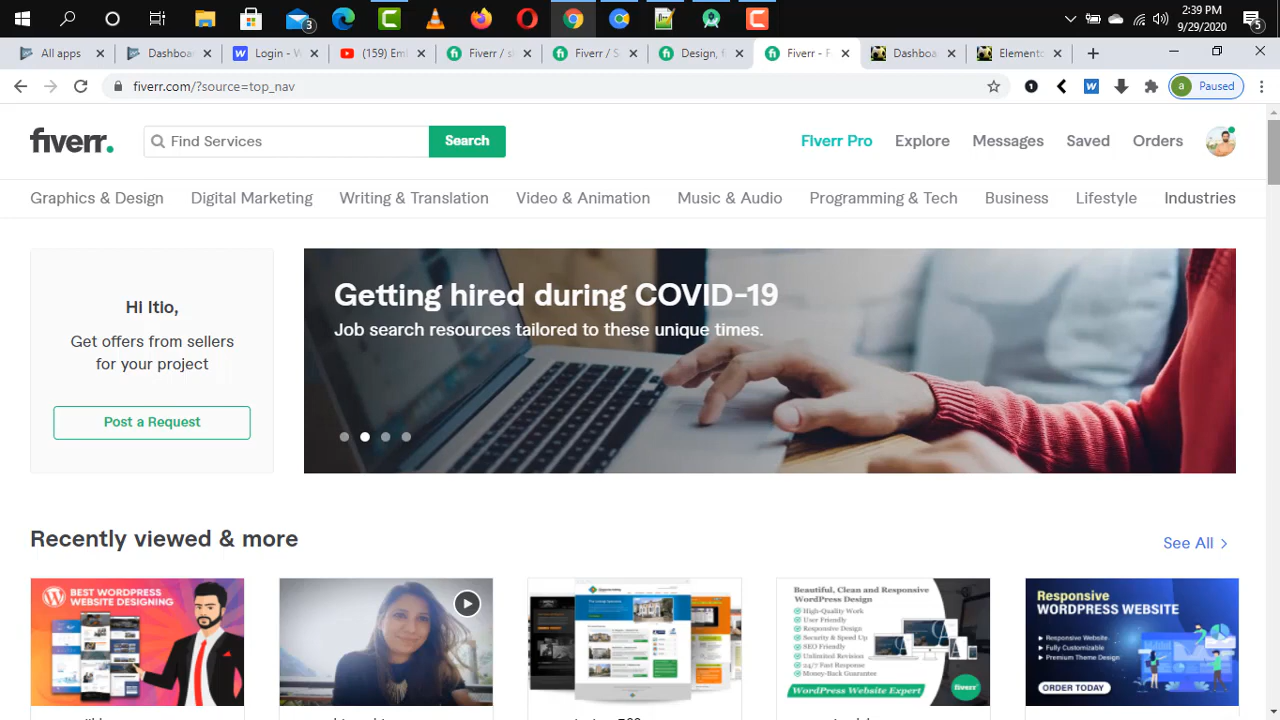 2:39 PM
9/29/2020
3
5
All apps
Dashboa
Login - W
(159) Em
Fiverr / s
Fiverr / S
Design, f
Fiverr - F
Dashboa
Element
fiverr.com/?source=top_nav
a Paused
fiverr.
Find Services
Search
Fiverr Pro
Explore
Messages
Saved
Orders
Graphics & Design
Digital Marketing
Writing & Translation
Video & Animation
Music & Audio
Programming & Tech
Business
Lifestyle
Industries
Hi Itlo,
Get offers from sellers
for your project
Post a Request
Getting hired during COVID-19
Job search resources tailored to these unique times.
Recently viewed & more
See All
BEST WORDPRESS
WEBSITE DESIGNING
Beautiful, Clean and Responsive
WordPress Design
High-Quality Work
User Friendly
Responsive Design
Security & Speed Up
SEO Friendly
Unlimited Revision
24/7 Fast Response
Money-Back Guarantee
WordPress Website Expert
fiverr
Responsive
WORDPRESS WEBSITE
Responsive Website
Fully Customizable
Premium Theme Design
ORDER TODAY